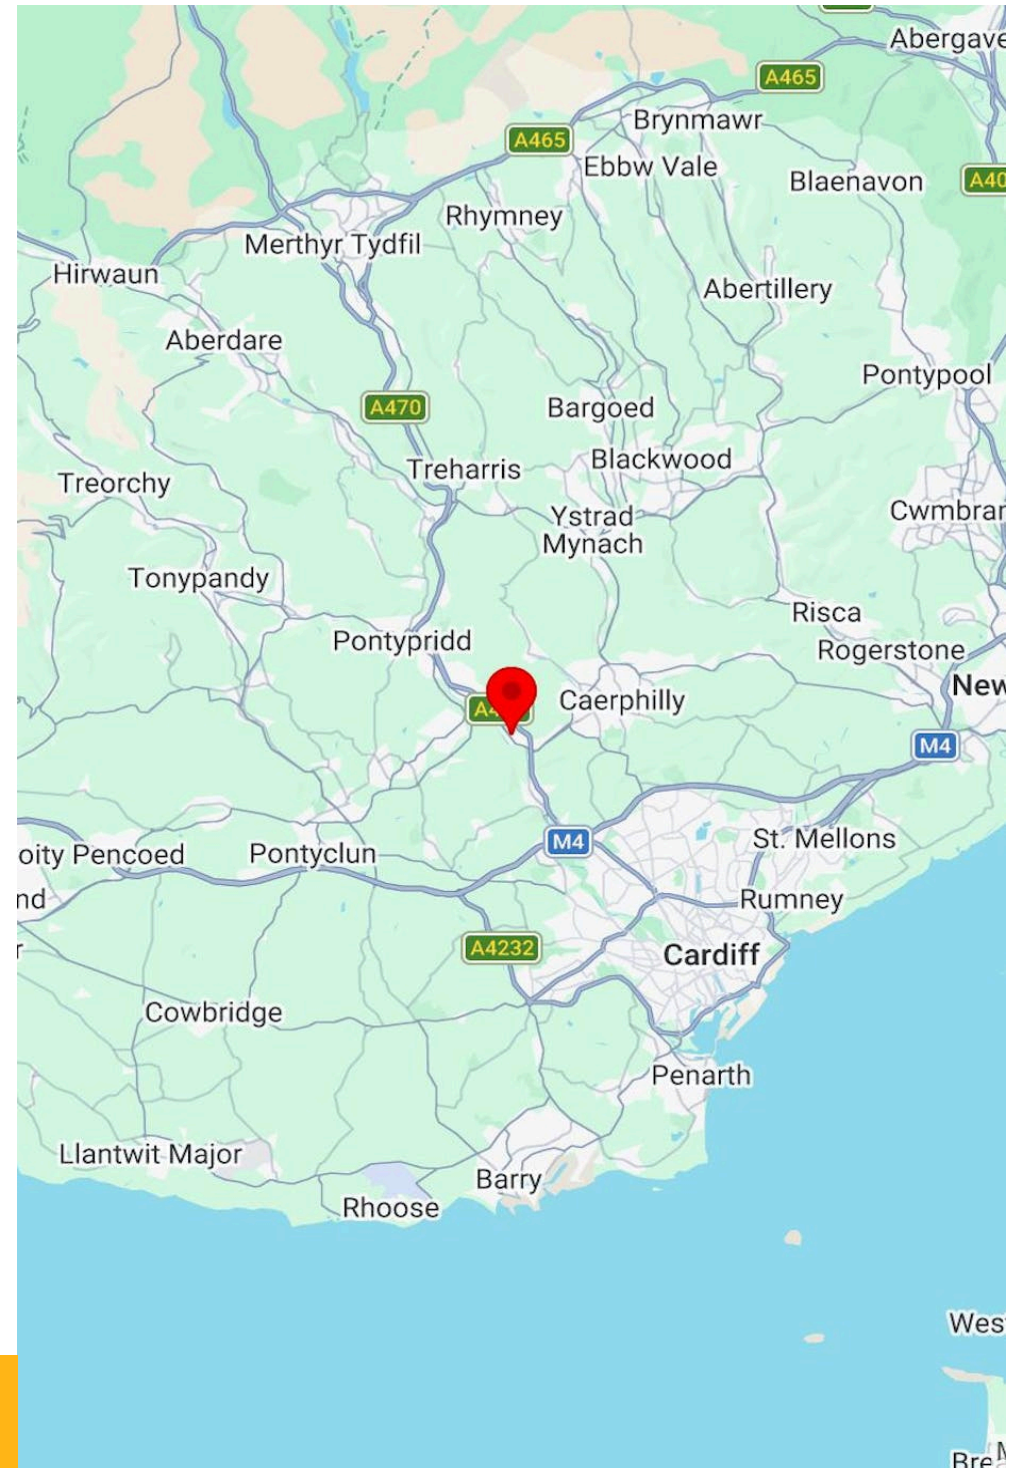 Abergave
A465
Brynmawr
A465
Ebbw Vale
Blaenavon
A40
Rhymney
Merthyr Tydfil
Hirwaun
Abertillery
Aberdare
Pontypool
A470
Bargoed
Blackwood
Treharris
Treorchy
Ystrad
Mynach
Cwmbran
Tonypandy
Risca
Pontypridd
Rogerstone
New
Caerphilly
A4
M4
M4
St. Mellons
oity Pencoed
Pontyclun
nd
Rumney
r
A4232
Cardiff
Cowbridge
Penarth
Llantwit Major
Barry
Rhoose
Wes
Bre